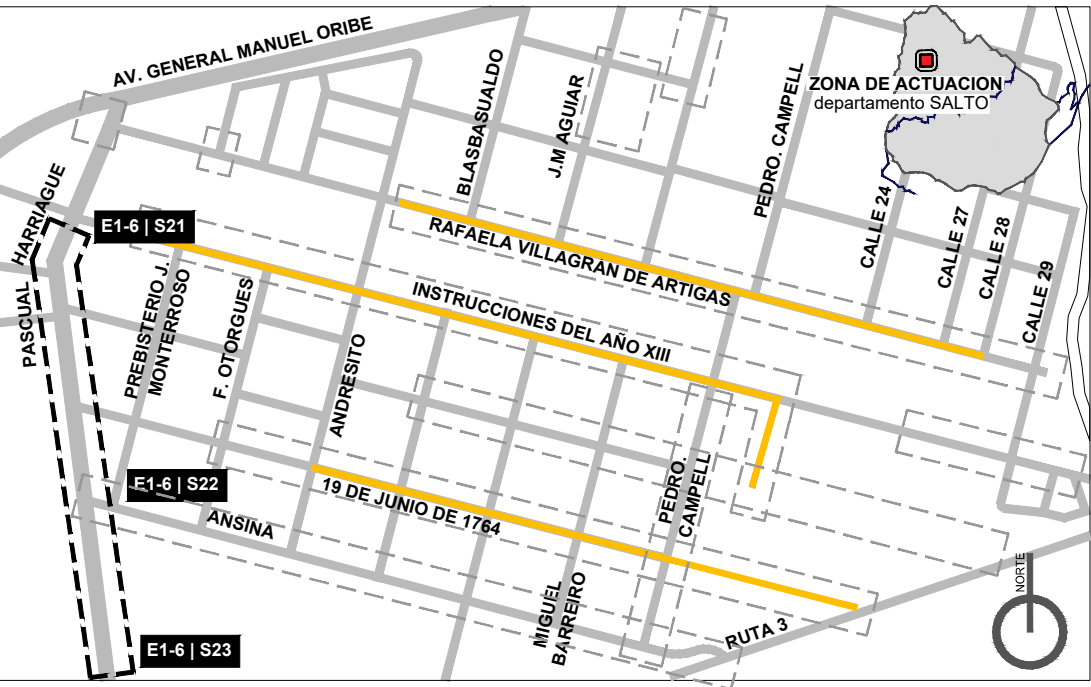 AV. GENERAL MANUEL ORIBE
BLASBASUALDO
J.M AGUIAR
PEDRO. CAMPELL
ZONA DE ACTUACION
departamento SALTO
HARRIAGUE
PASCUAL
E1-6 | S21
RAFAELA VILLAGRAN DE ARTIGAS
CALLE 24
CALLE 27
CALLE 28
CALLE 29
PREBISTERIO J.
MONTERROSO
F. OTORGUES
INSTRUCCIONES DEL AÑO XIII
ANDRESITO
E1-6 | S22
19 DE JUNIO DE 1764
ANSINA
PEDRO.
CAMPELL
MIGUEL
BARREIRO
RUTA 3
NORTE
E1-6 | S23